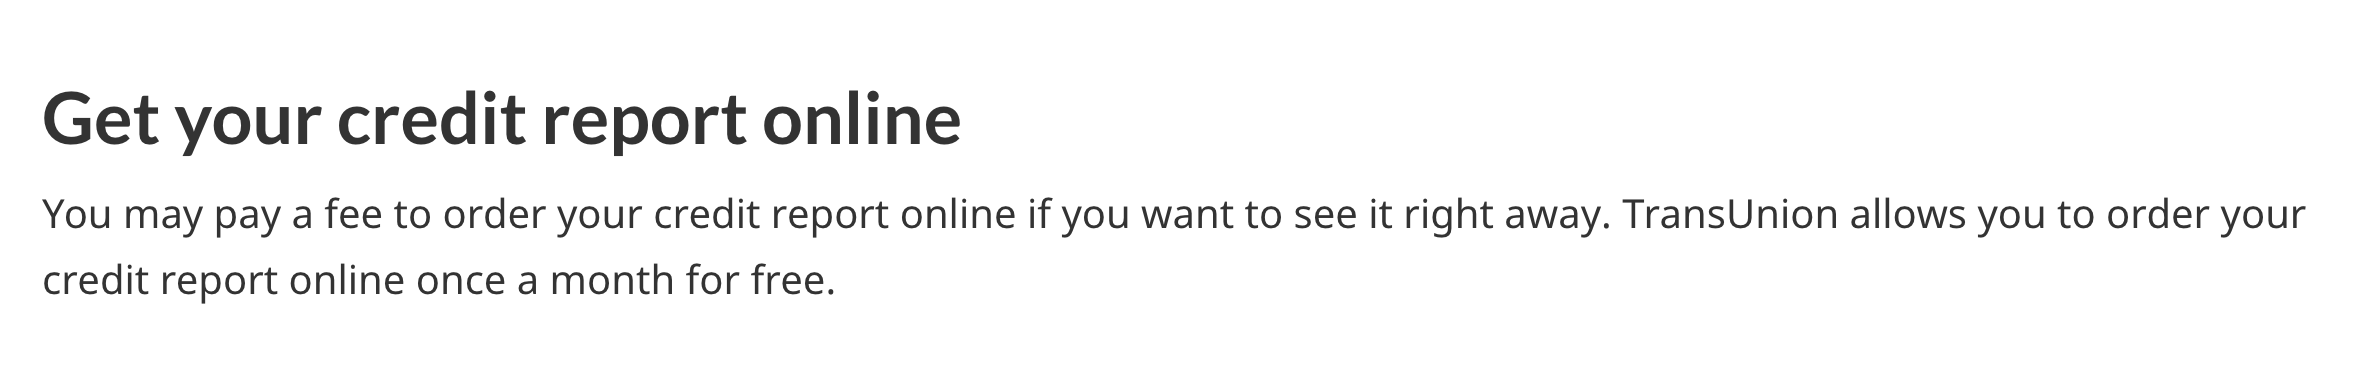 Get your credit report online
You may pay a fee to order your credit report online if you want to see it right away. TransUnion allows you to order your
credit report online once a month for free.